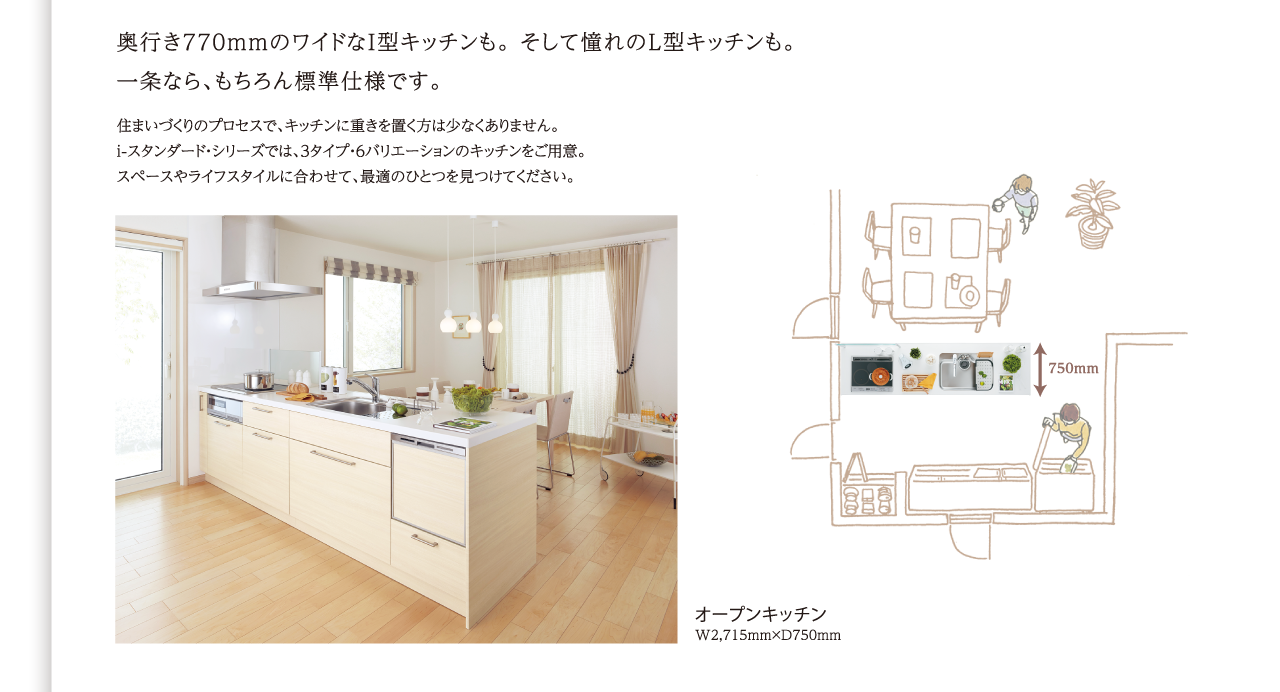 奥行き770mmのワイドなI型キッチンも。そして憧れのL型キッチンも。
一条なら、もちろん標準仕様です。
住まいづくりのプロセスで、キッチンに重きを置く方は少なくありません。
i-スタンダード・シリーズでは、3タイプ・6バリエーションのキッチンをご用意。
スペースやライフスタイルに合わせて、最適のひとつを見つけてください。
750mm
オープンキッチン
W2,715mm×D750mm